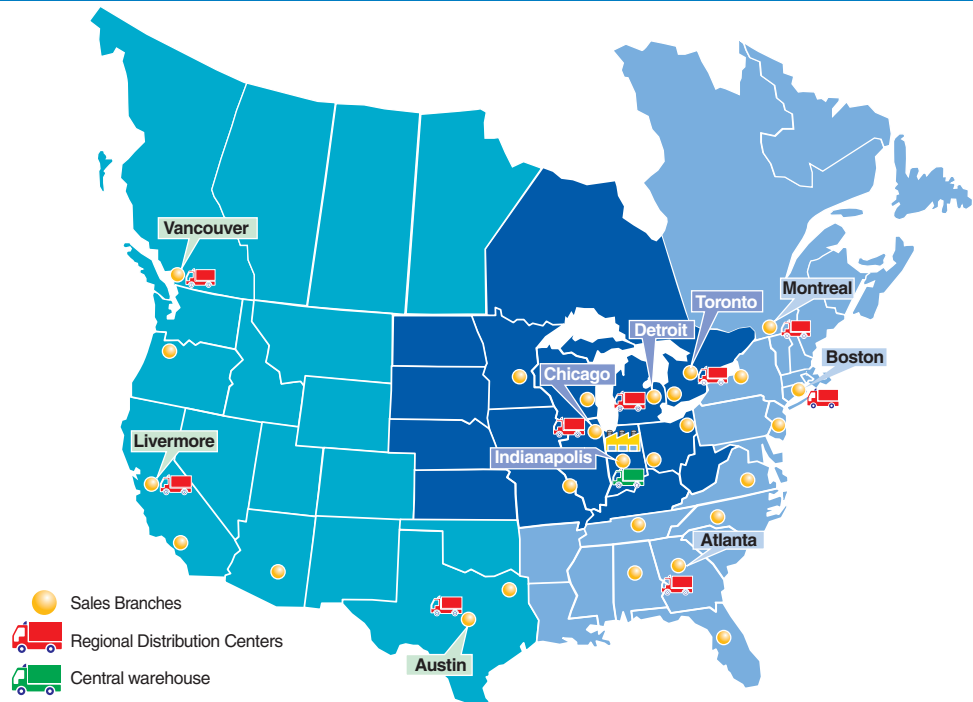 Vancouver
Toronto
Montreal
Detroit
Boston
Chicago
Livermore
Indianapolis
Atlanta
Sales Branches
Regional Distribution Centers
Austin
Central warehouse